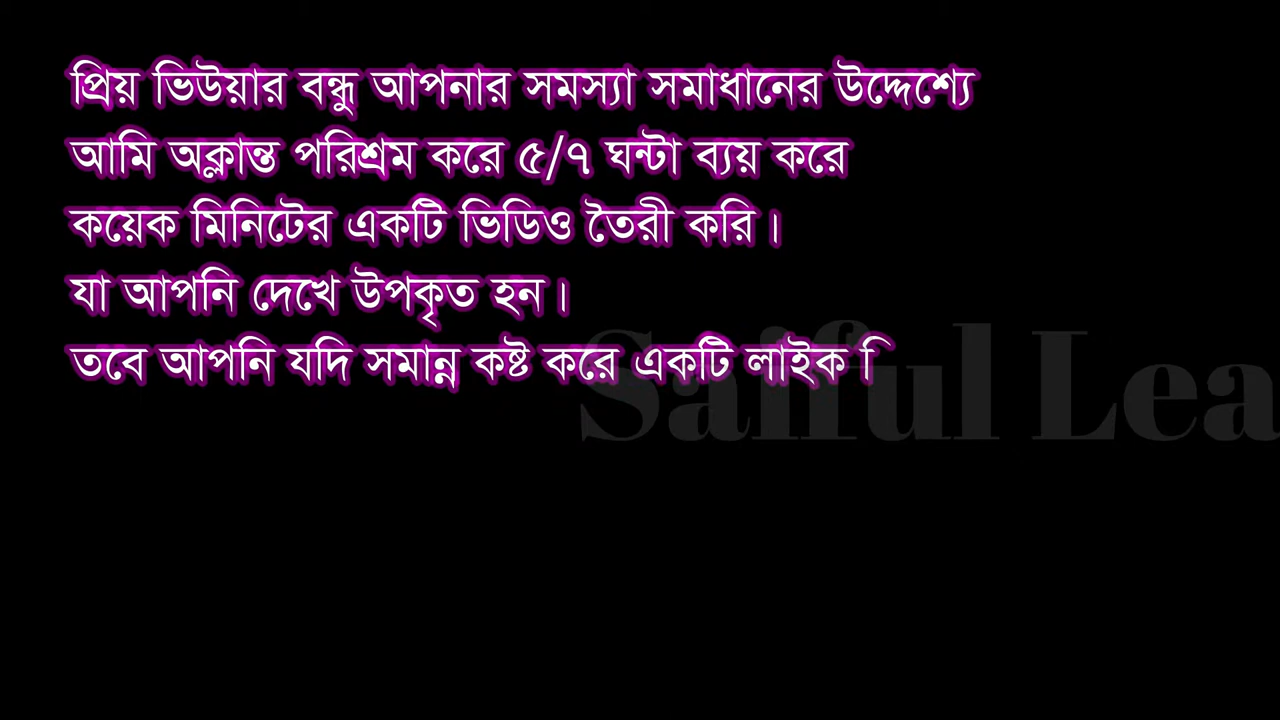 প্রিয় ভিউয়ার বন্ধু আপনার সমস্যা সমাধানের উদ্দেশ্যে
আমি অক্লান্ত পরিশ্রম করে ৫/৭ ঘন্টা ব্যয় করে
কয়েক মিনিটের একটি ভিডিও তৈরী করি।
যা আপনি দেখে উপকৃত হন।
তবে আপনি যদি সমান্ন কষ্ট করে একটি লাইক ি
Saiful Lea